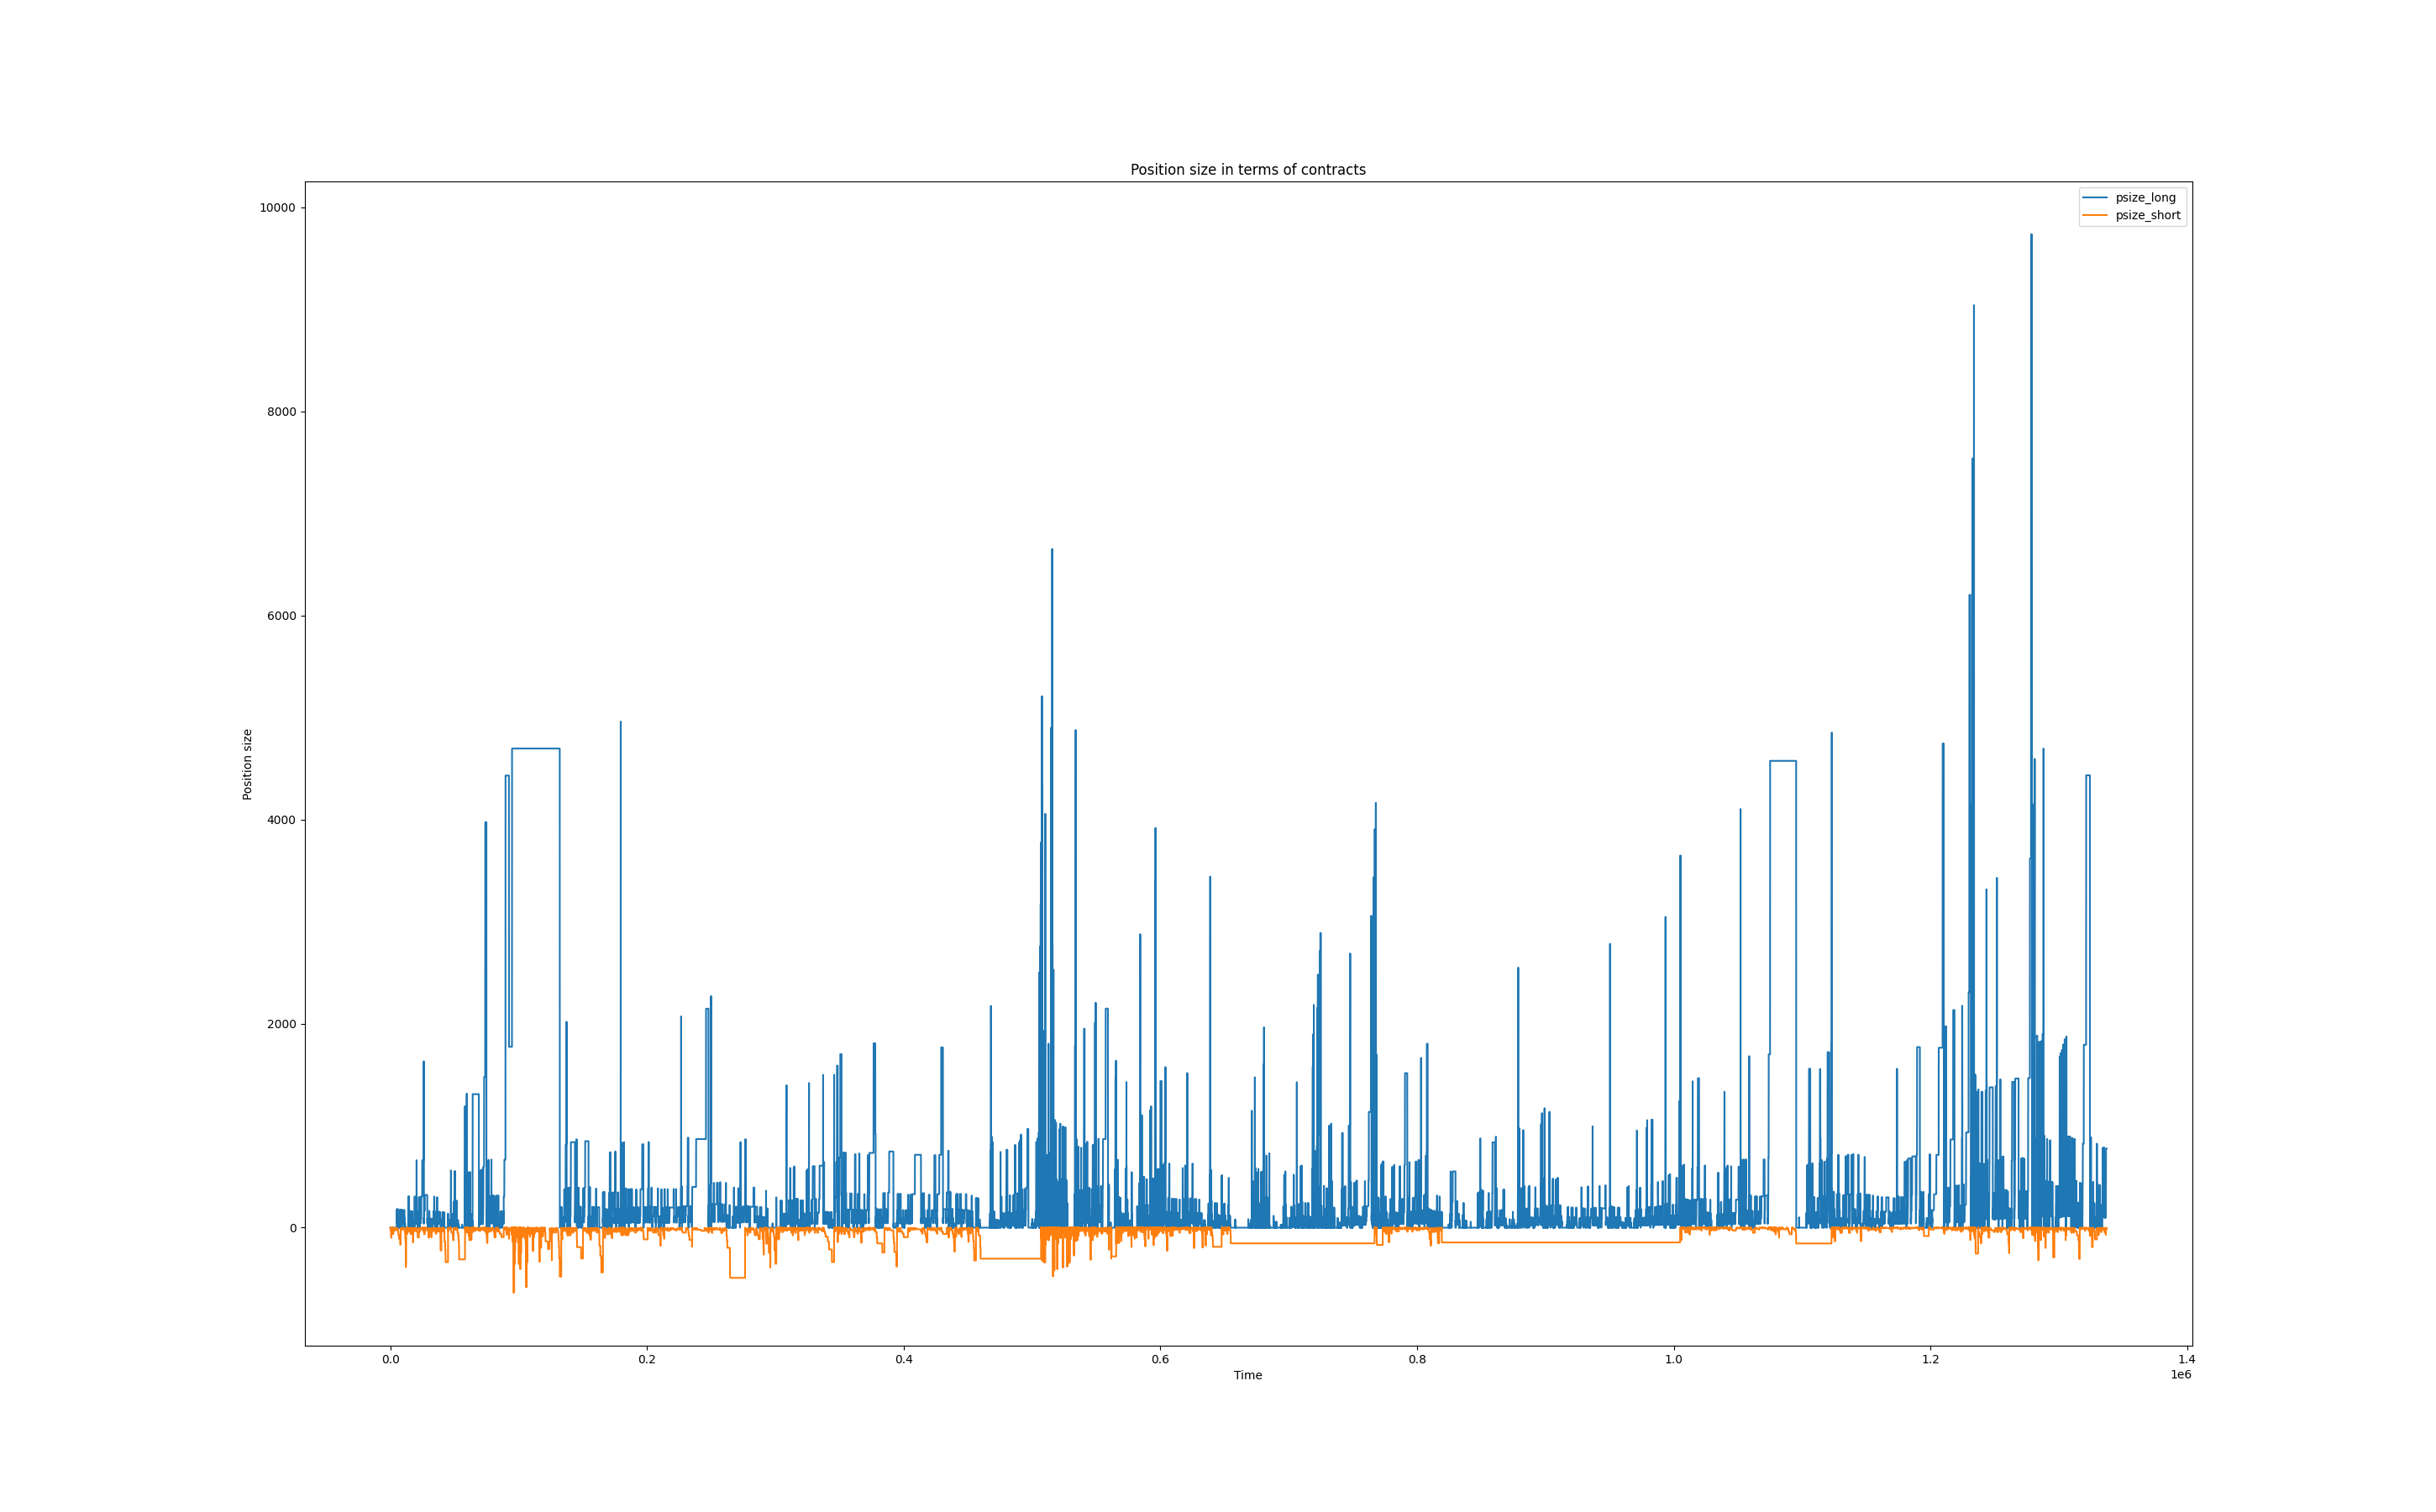 Position size in terms of contracts
psize_long
psize_short
10000
8000
6000
4000
2000
0
Position size
0.0 0.2 0.4 0.6 0.8 1.0 1.2 1.4
Time
1e6